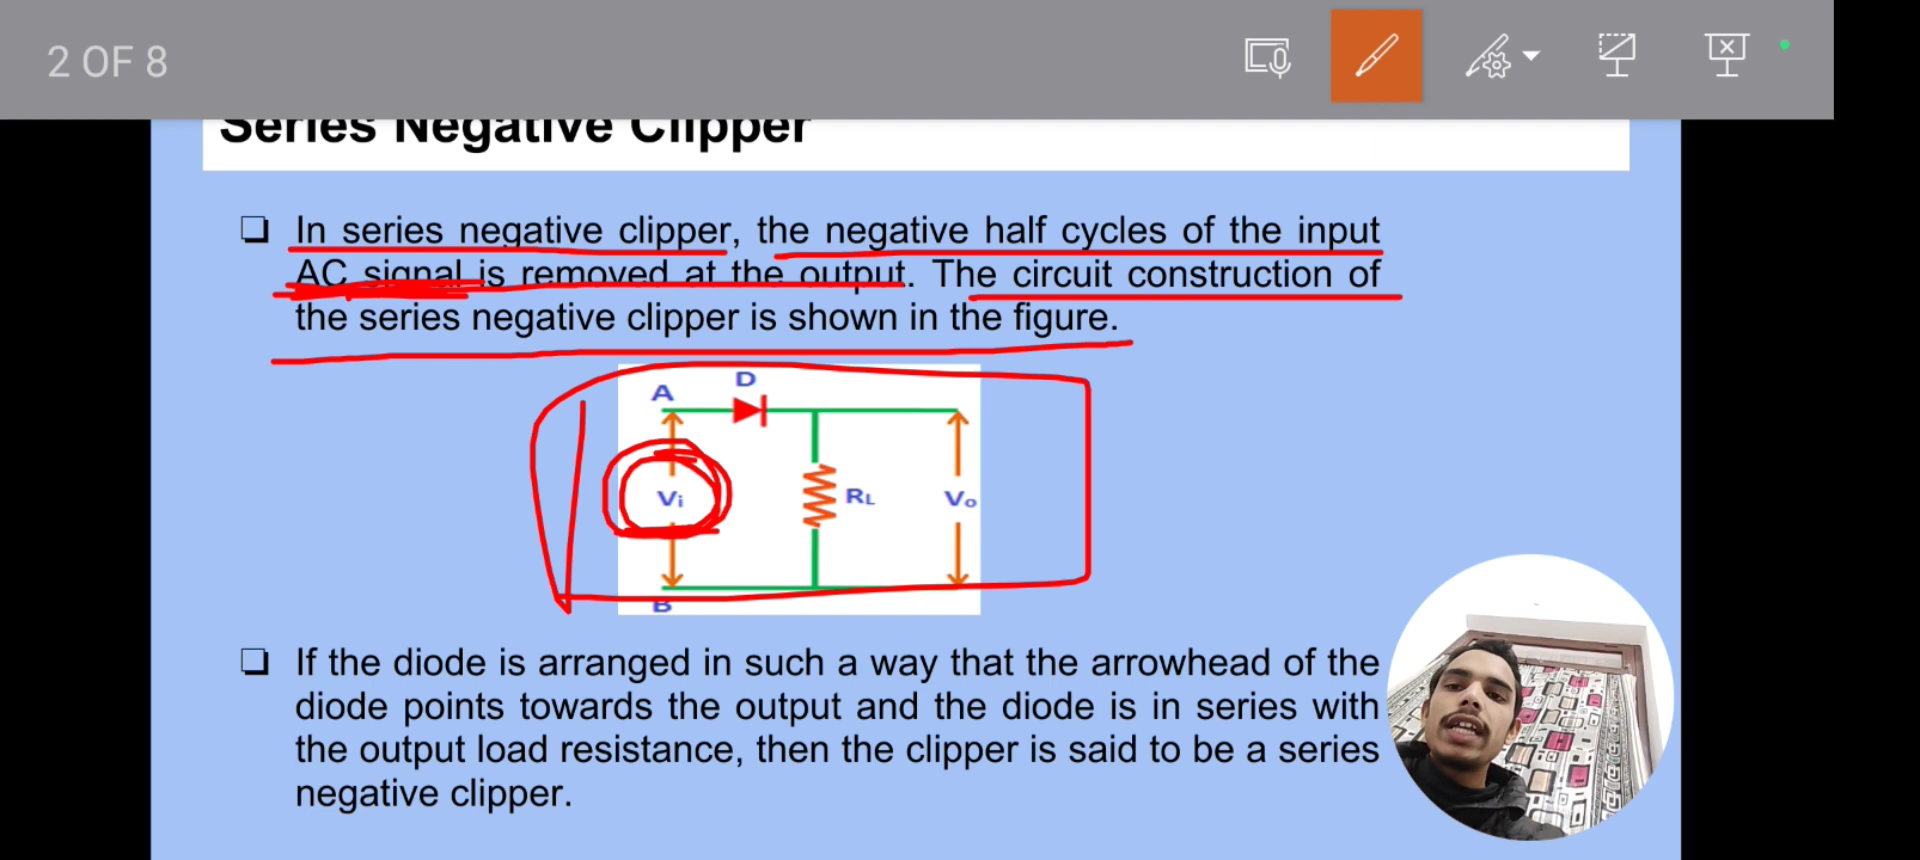 2 OF 8
Series Negative Clipper
❑ In series negative clipper, the negative half cycles of the input
AC signal is removed at the output. The circuit construction of
the series negative clipper is shown in the figure.
D
A
Vi
RL
Vo
B
❑ If the diode is arranged in such a way that the arrowhead of the
diode points towards the output and the diode is in series with
the output load resistance, then the clipper is said to be a series
negative clipper.